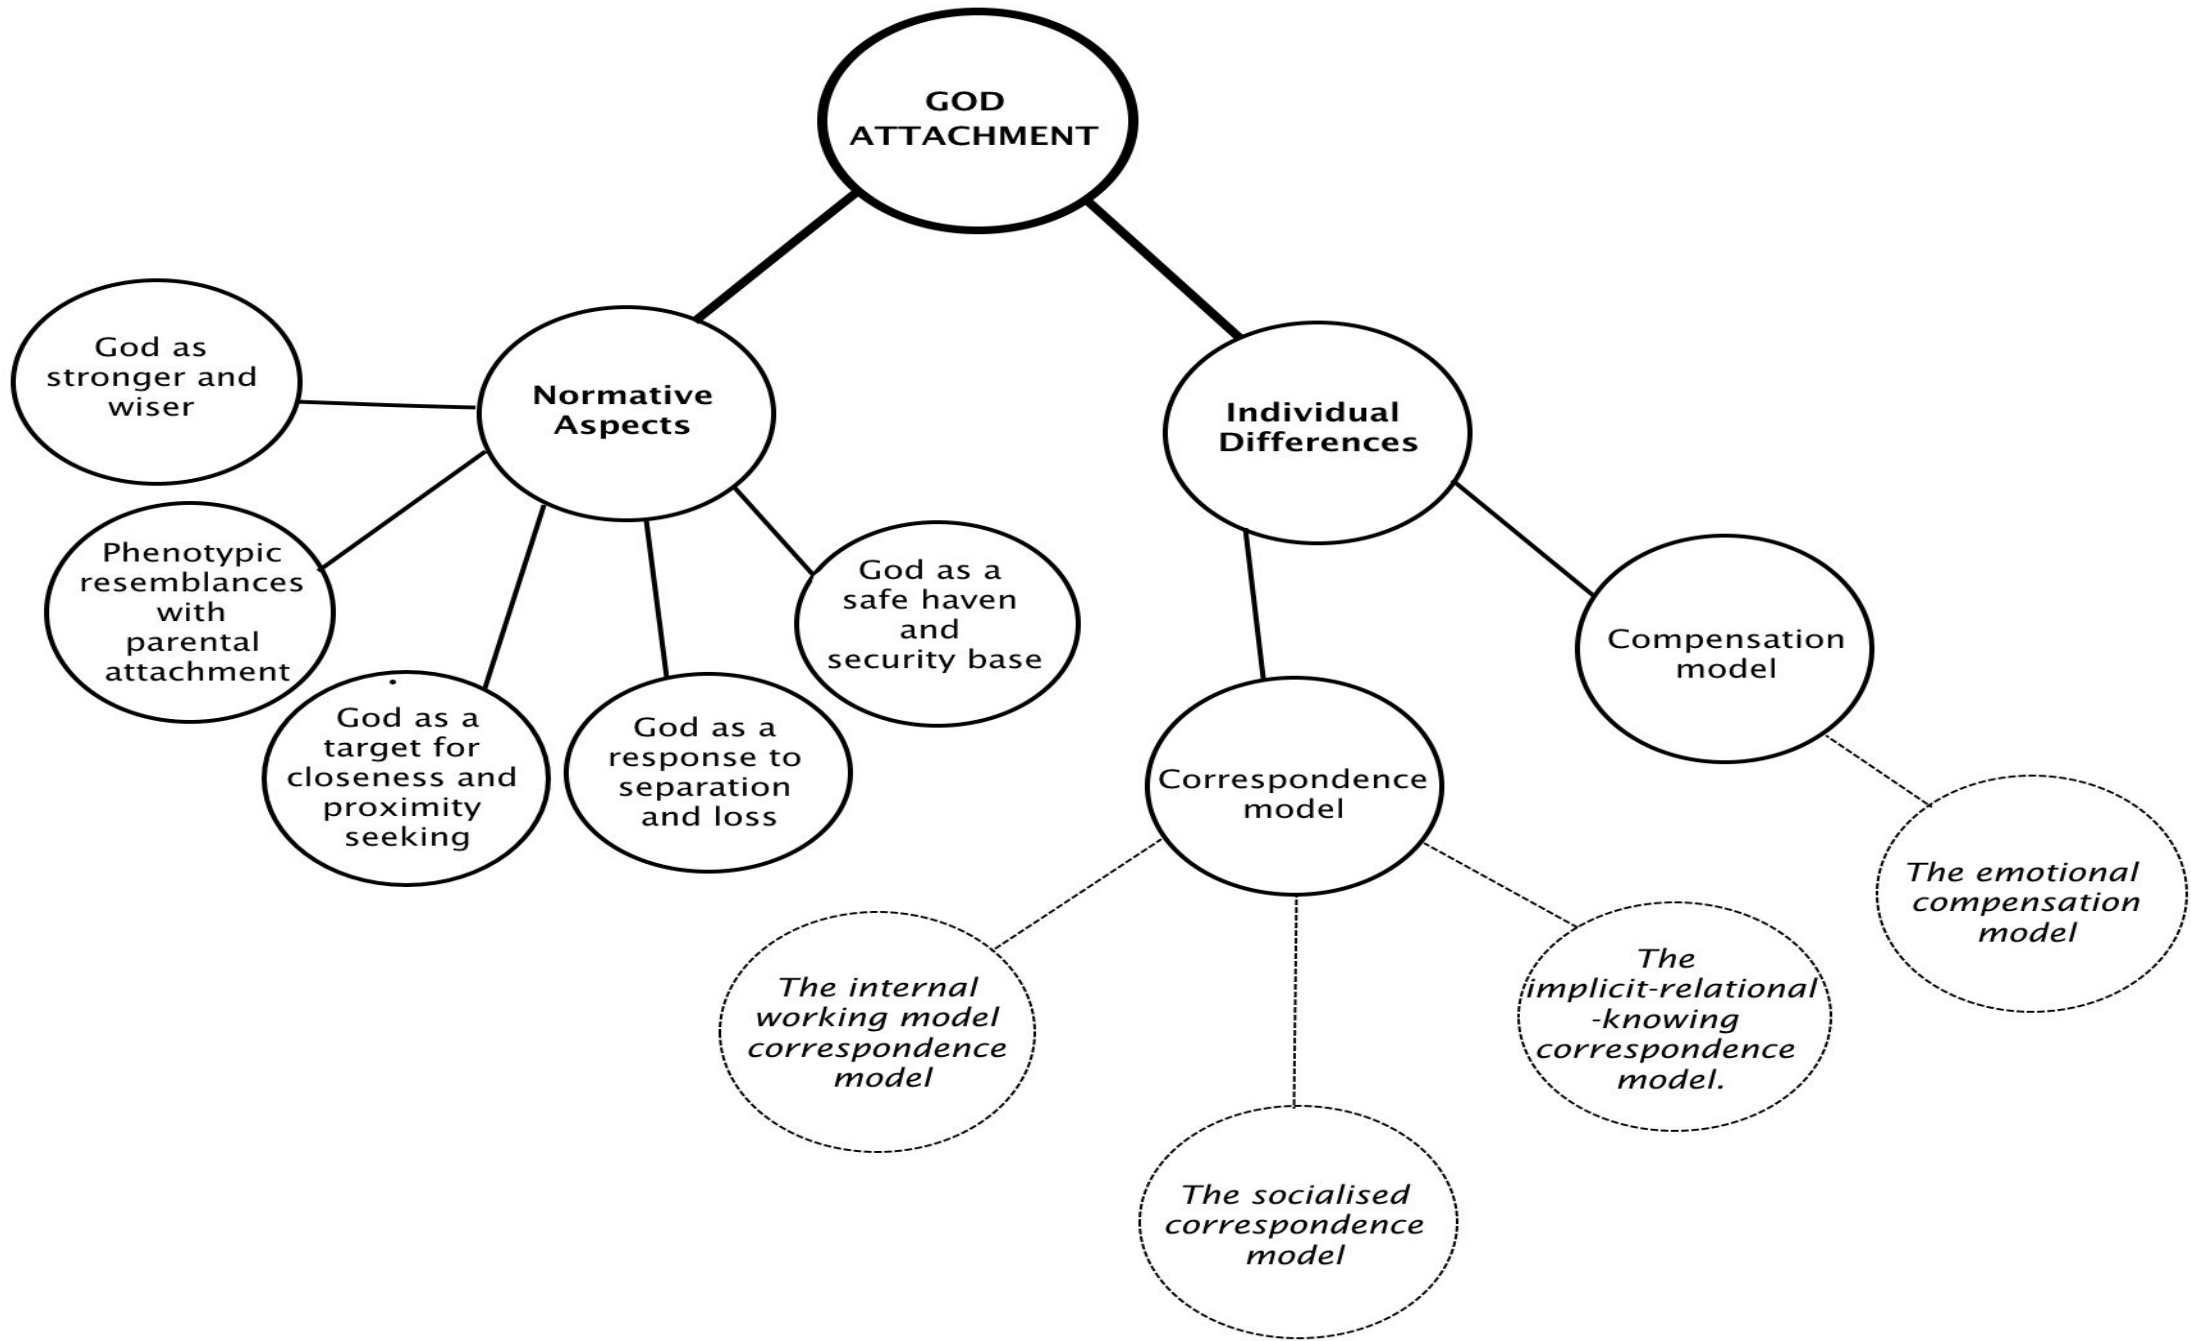 GOD
ATTACHMENT
God as
stronger and
wiser
Normative
Aspects
Individual
Differences
Phenotypic
resemblances
with
parental
attachment
God as a
target for
closeness and
proximity
seeking
God as a
response to
separation
and loss
God as a
safe haven
and
security base
Compensation
model
Correspondence
model
The emotional
compensation
model
The internal
working model
correspondence
model
The
implicit-relational
-knowing
correspondence
model.
The socialised
correspondence
model